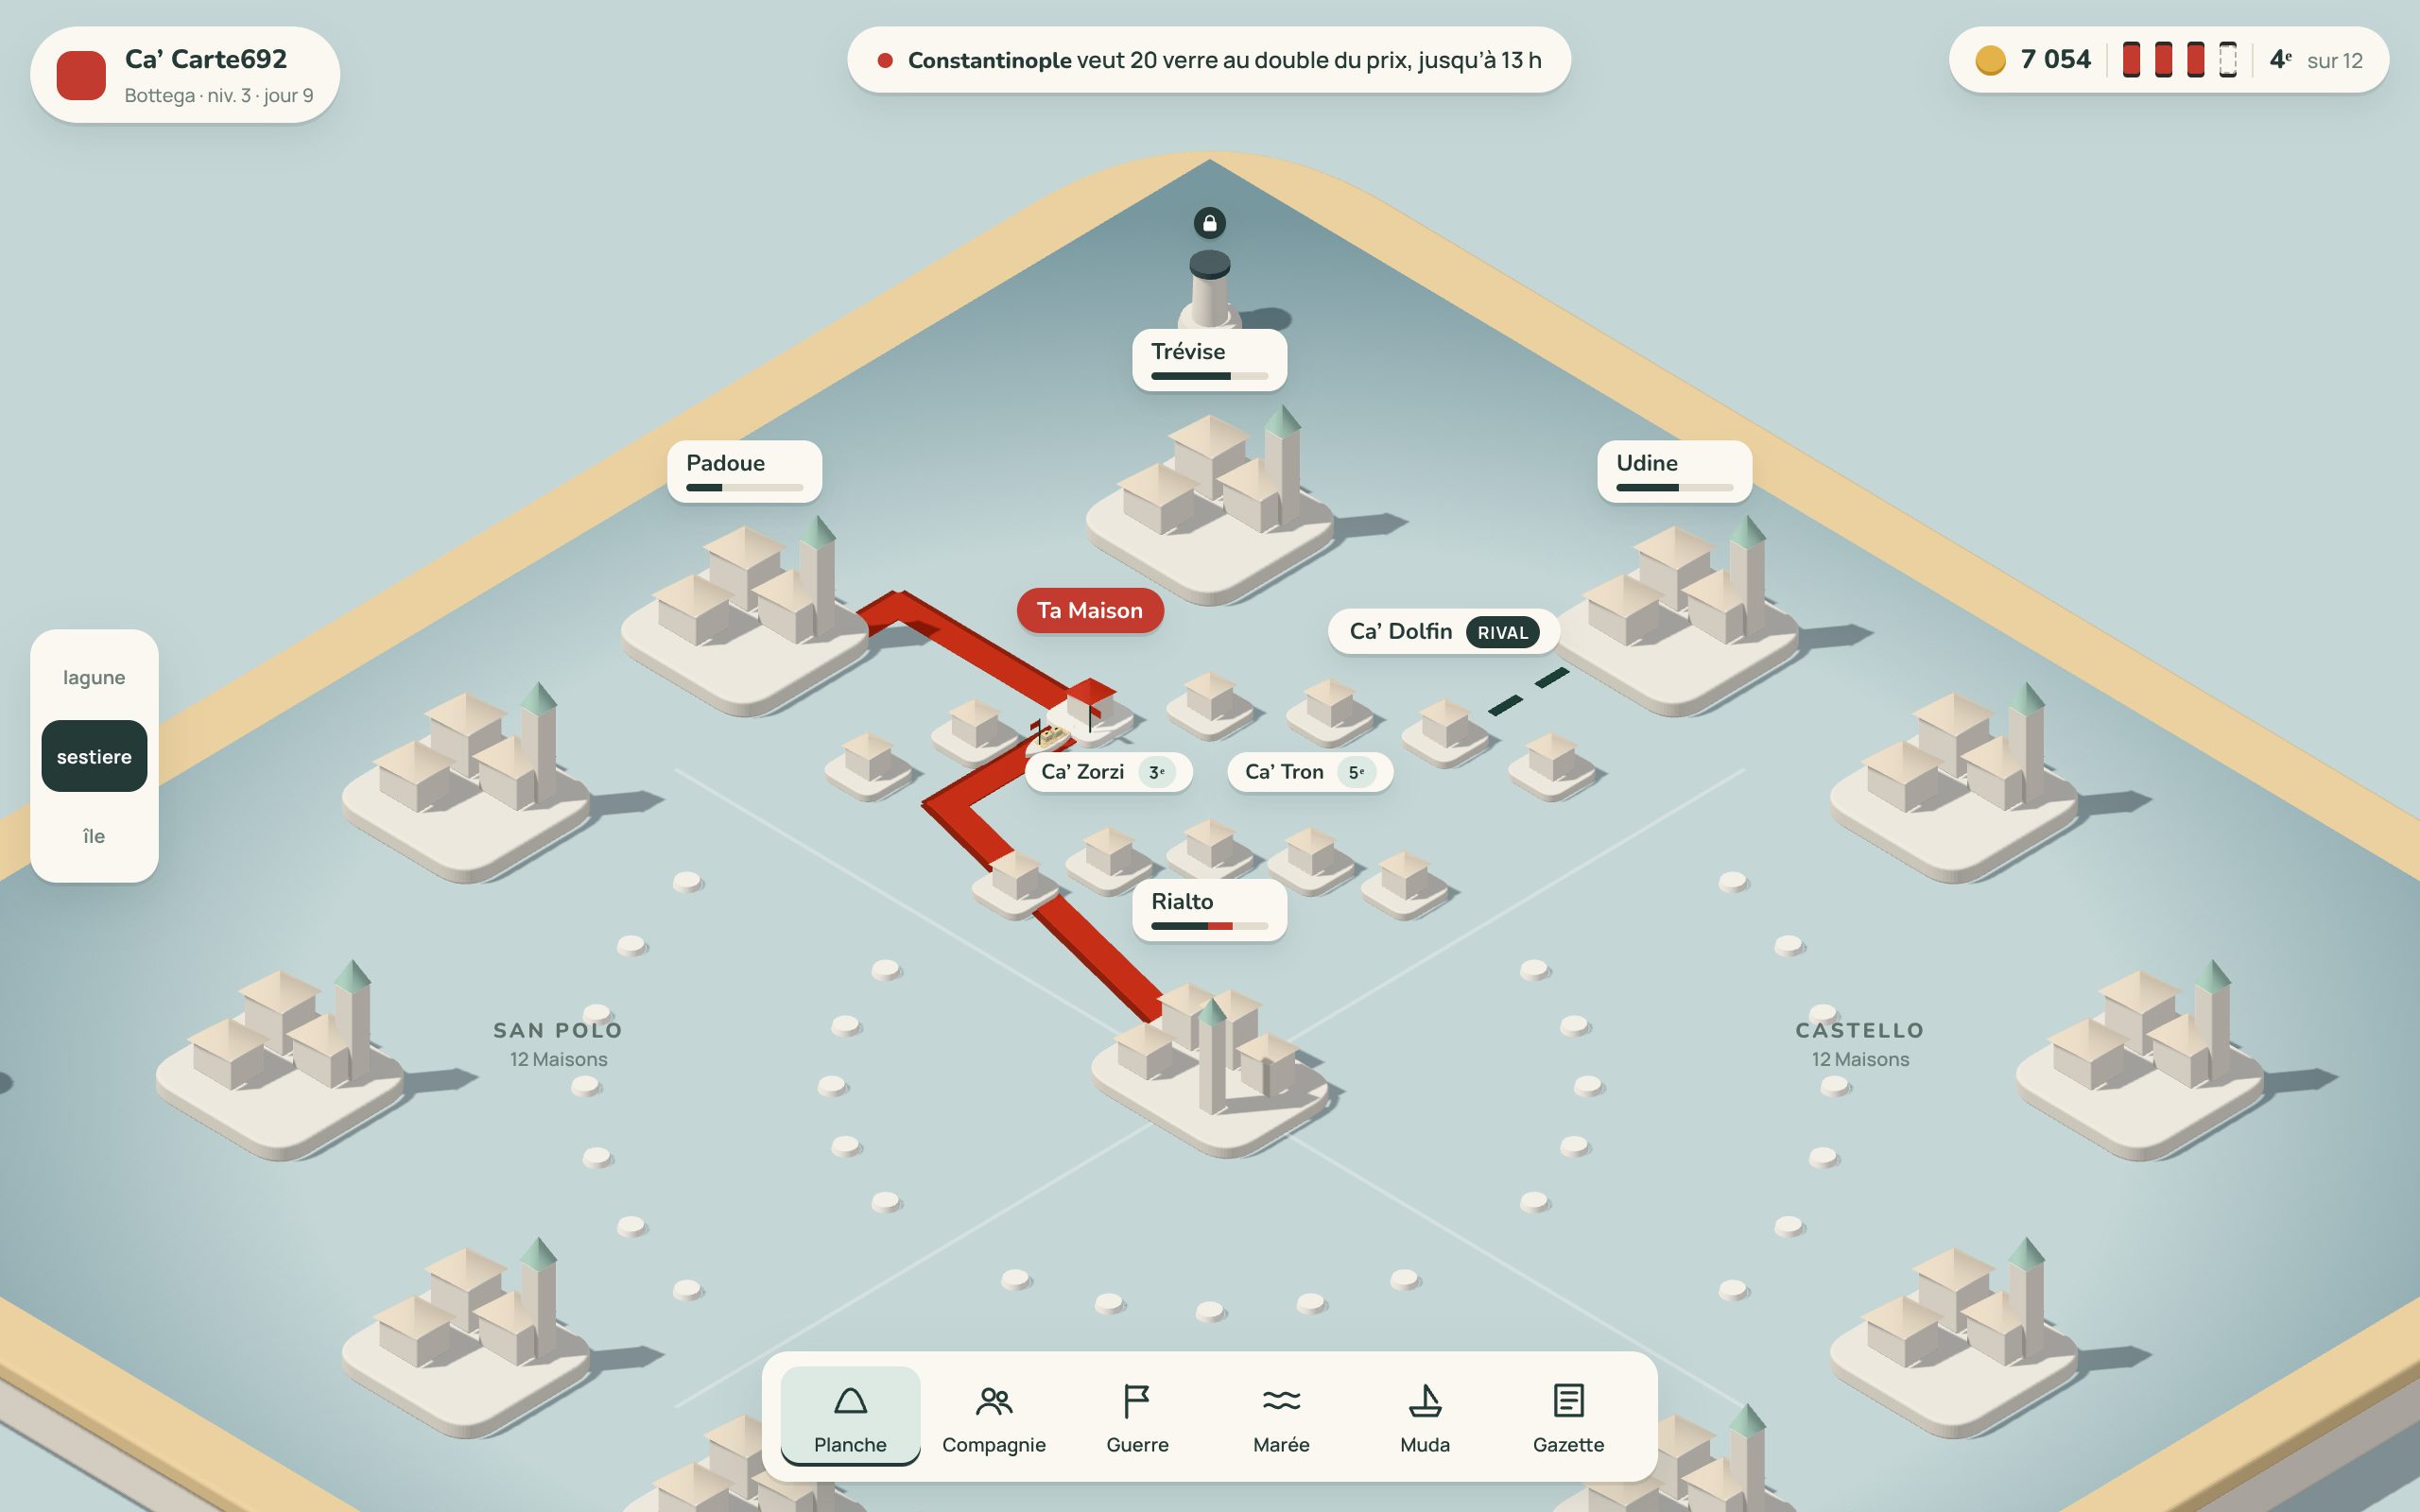 Ca’ Carte692
Bottega · niv. 3 · jour 9
Constantinople veut 20 verre au double du prix, jusqu’à 13 h
7 054
4ᵉ sur 12
Trévise
Padoue
Udine
Ta Maison
Ca’ Dolfin RIVAL
lagune
sestiere
île
Ca’ Zorzi 3ᵉ
Ca’ Tron 5ᵉ
Rialto
SAN POLO
12 Maisons
CASTELLO
12 Maisons
Planche
Compagnie
Guerre
Marée
Muda
Gazette